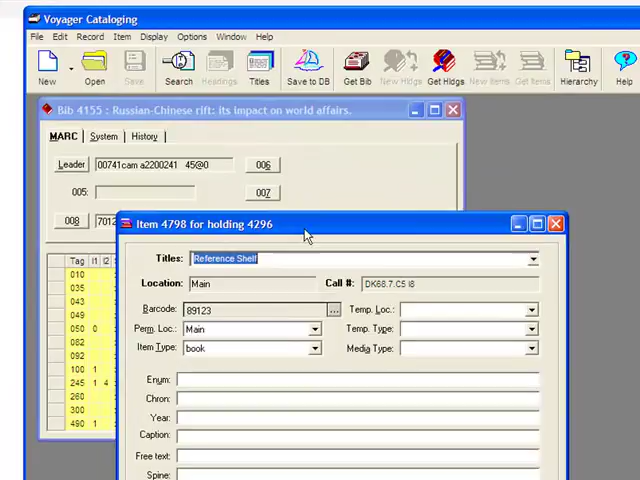 Voyager Cataloging
File Edit Record Item Display Options Window Help
New Open Save Search Headings Titles Save to DB Get Bib New Hldgs Get Hldgs New Items Get Items Hierarchy Help
Bib 4155 : Russian-Chinese rift: its impact on world affairs.
MARC System History
Leader 00741cam a2200241 45@0 006
005: 007
008 7012
Item 4798 for holding 4296
Tag I1 I2
010
035
043
049
050 0
082
092
100 1
245 1 4
260
300
490 1
Titles: Reference Shelf
Location: Main Call #: DK68.7.C5 I8
Barcode: 89123 ... Temp. Loc.:
Perm. Loc.: Main Temp. Type:
Item Type: book Media Type:
Enum:
Chron:
Year:
Caption:
Free text:
Spine: